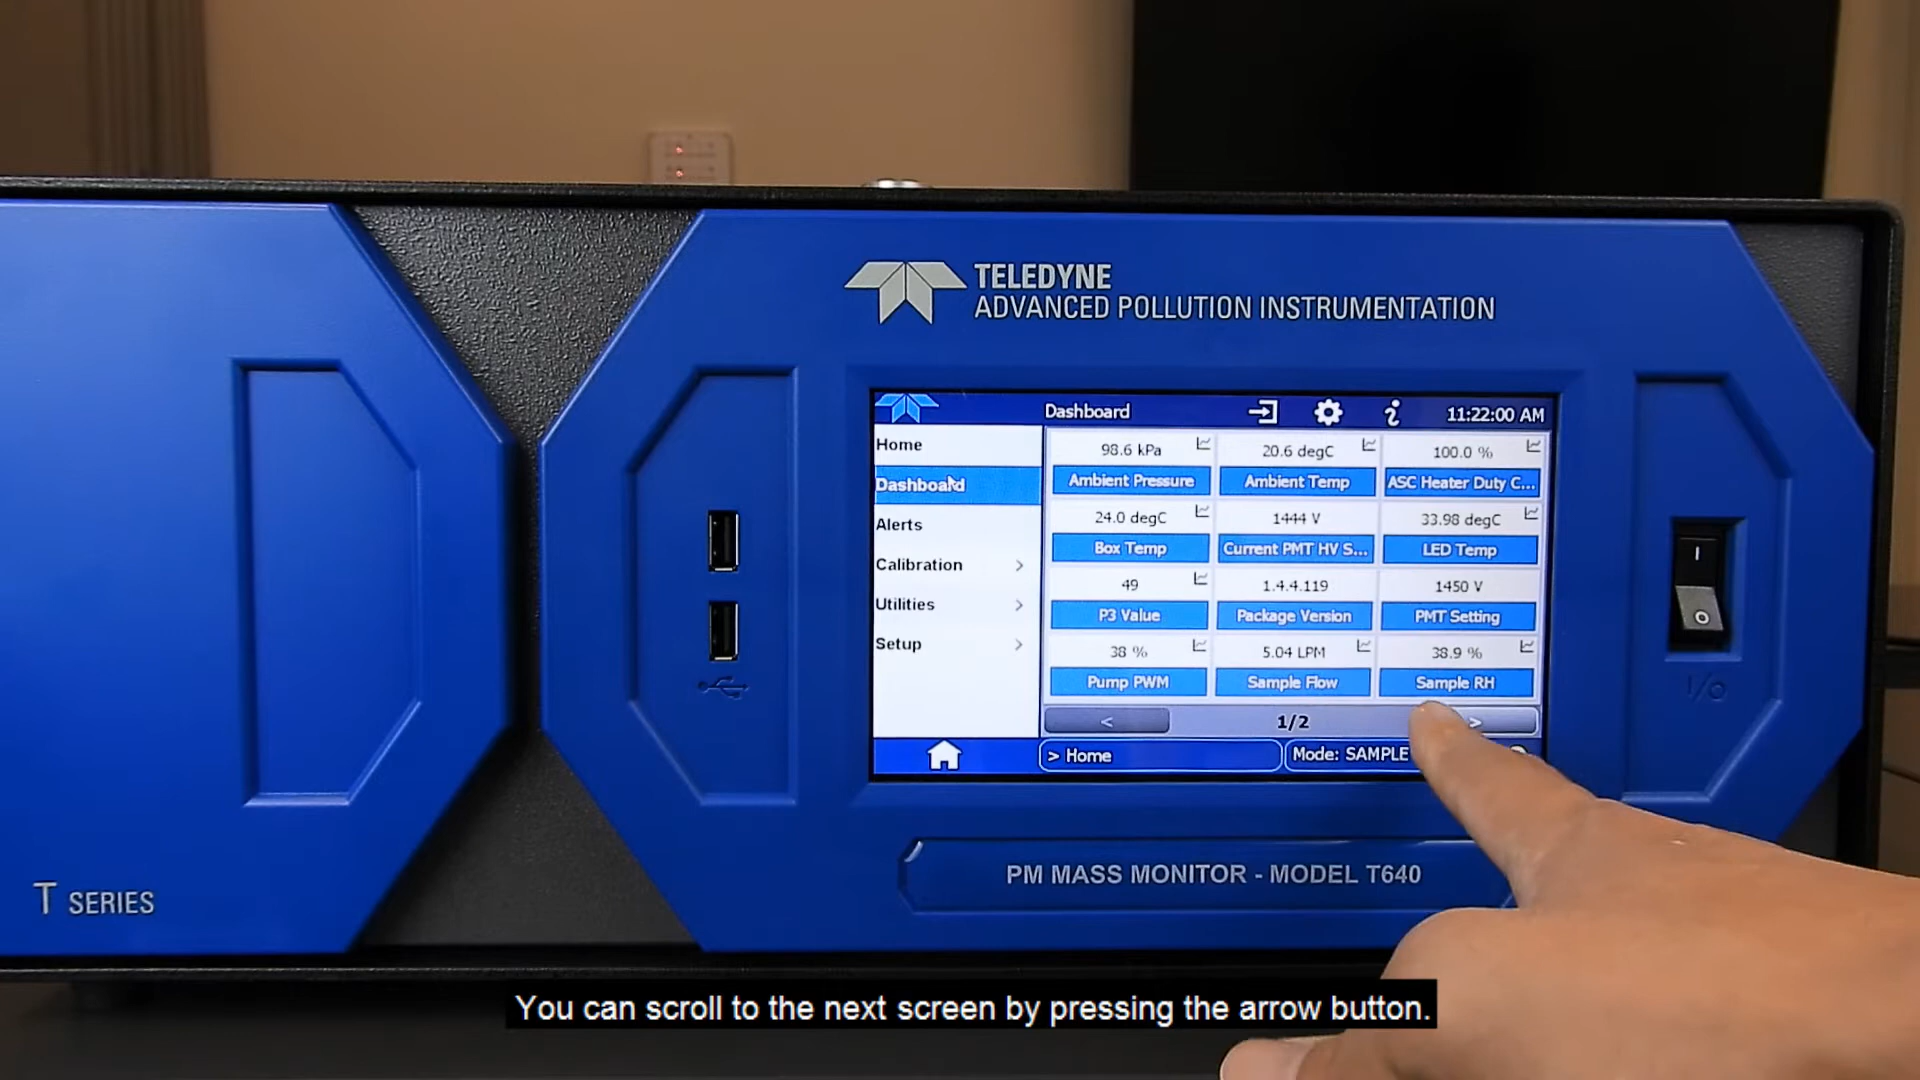 TELEDYNE
ADVANCED POLLUTION INSTRUMENTATION
Dashboard
11:22:00 AM
Home
Dashboard
Alerts
Calibration >
Utilities >
Setup >
98.6 kPa
Ambient Pressure
20.6 degC
Ambient Temp
100.0 %
ASC Heater Duty C...
24.0 degC
Box Temp
1444 V
Current PMT HV S...
33.98 degC
LED Temp
49
P3 Value
1.4.4.119
Package Version
1450 V
PMT Setting
38 %
Pump PWM
5.04 LPM
Sample Flow
38.9 %
Sample RH
< 1/2 >
> Home
Mode: SAMPLE
I
O
I/O
PM MASS MONITOR - MODEL T640
T SERIES
You can scroll to the next screen by pressing the arrow button.